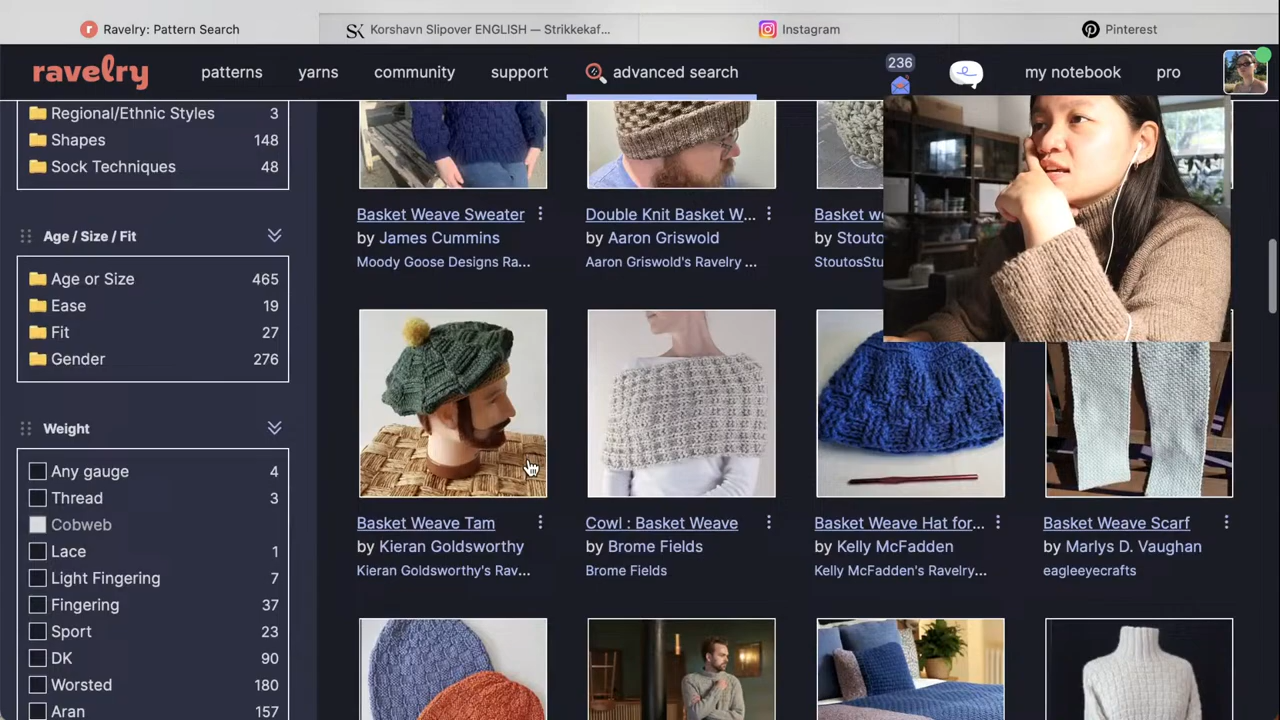 Ravelry: Pattern Search
SK Korshavn Slipover ENGLISH — Strikkekaf...
Instagram
Pinterest
ravelry
patterns
yarns
community
support
advanced search
236
my notebook
pro
Regional/Ethnic Styles 3
Shapes 148
Sock Techniques 48
Age / Size / Fit
Age or Size 465
Ease 19
Fit 27
Gender 276
Weight
Any gauge 4
Thread 3
Cobweb
Lace 1
Light Fingering 7
Fingering 37
Sport 23
DK 90
Worsted 180
Aran 157
Basket Weave Sweater
by James Cummins
Moody Goose Designs Ra...
Double Knit Basket W...
by Aaron Griswold
Aaron Griswold's Ravelry ...
Basket we
by Stouto
StoutosStu
Basket Weave Tam
by Kieran Goldsworthy
Kieran Goldsworthy's Rav...
Cowl : Basket Weave
by Brome Fields
Brome Fields
Basket Weave Hat for...
by Kelly McFadden
Kelly McFadden's Ravelry...
Basket Weave Scarf
by Marlys D. Vaughan
eagleeyecrafts